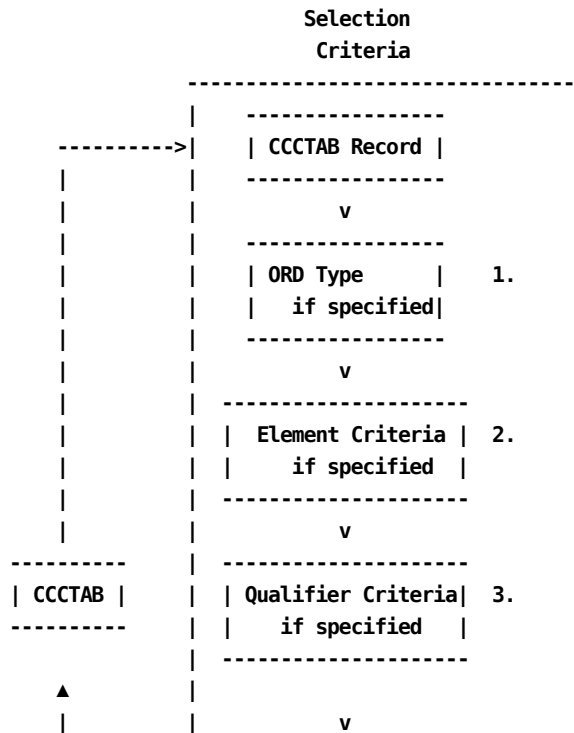 Selection
Criteria
CCCTAB Record
ORD Type 1.
if specified
Element Criteria 2.
if specified
CCCTAB Qualifier Criteria 3.
if specified